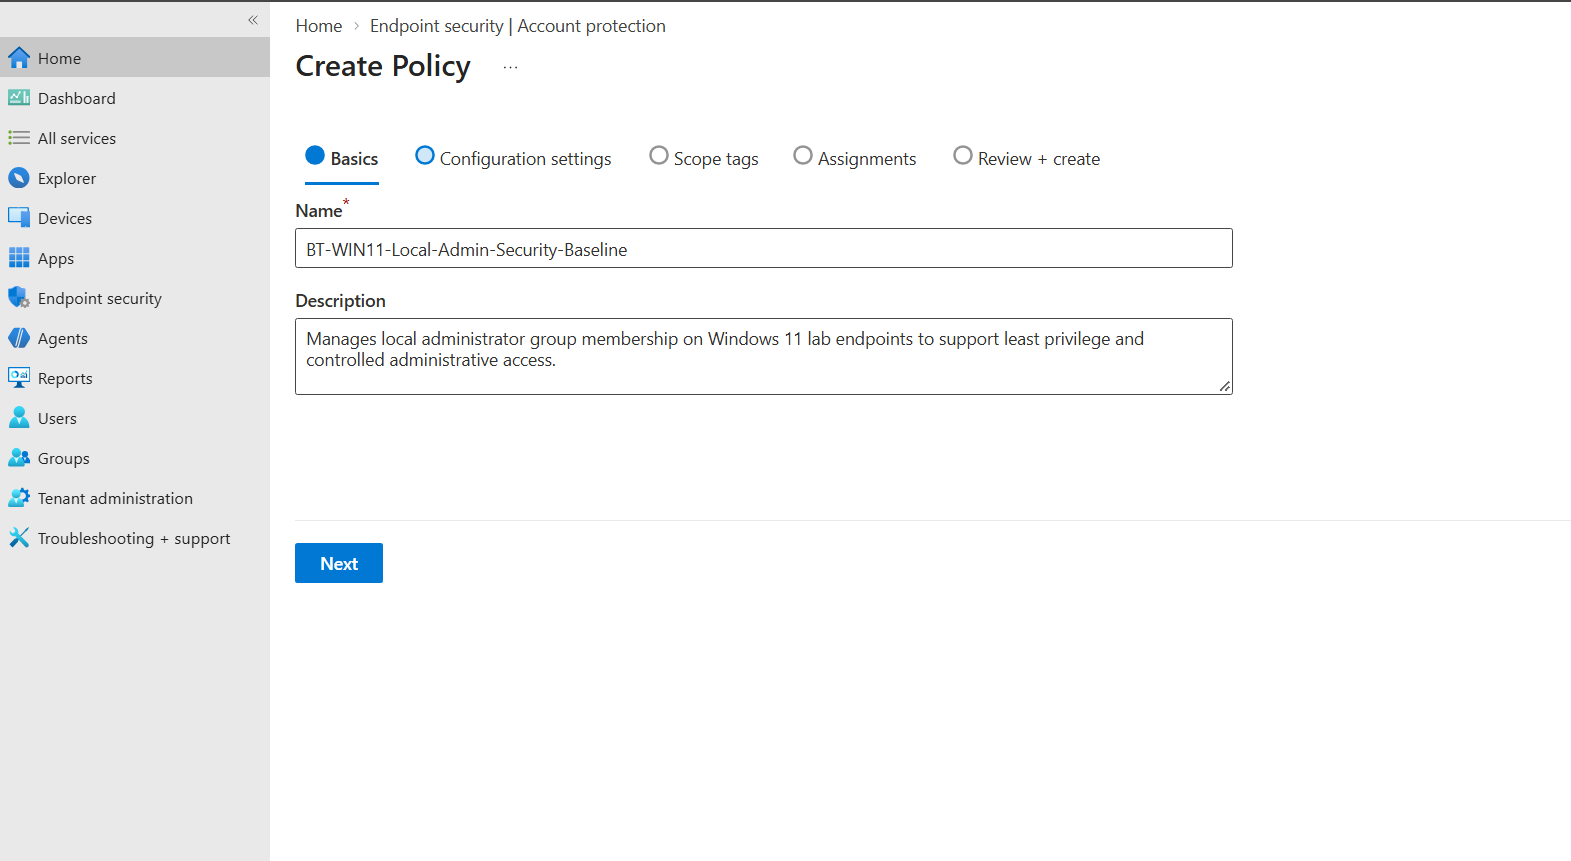 «
Home
Dashboard
All services
Explorer
Devices
Apps
Endpoint security
Agents
Reports
Users
Groups
Tenant administration
Troubleshooting + support
Home > Endpoint security | Account protection
Create Policy ...
Basics Configuration settings Scope tags Assignments Review + create
Name*
BT-WIN11-Local-Admin-Security-Baseline
Description
Manages local administrator group membership on Windows 11 lab endpoints to support least privilege and
controlled administrative access.
Next